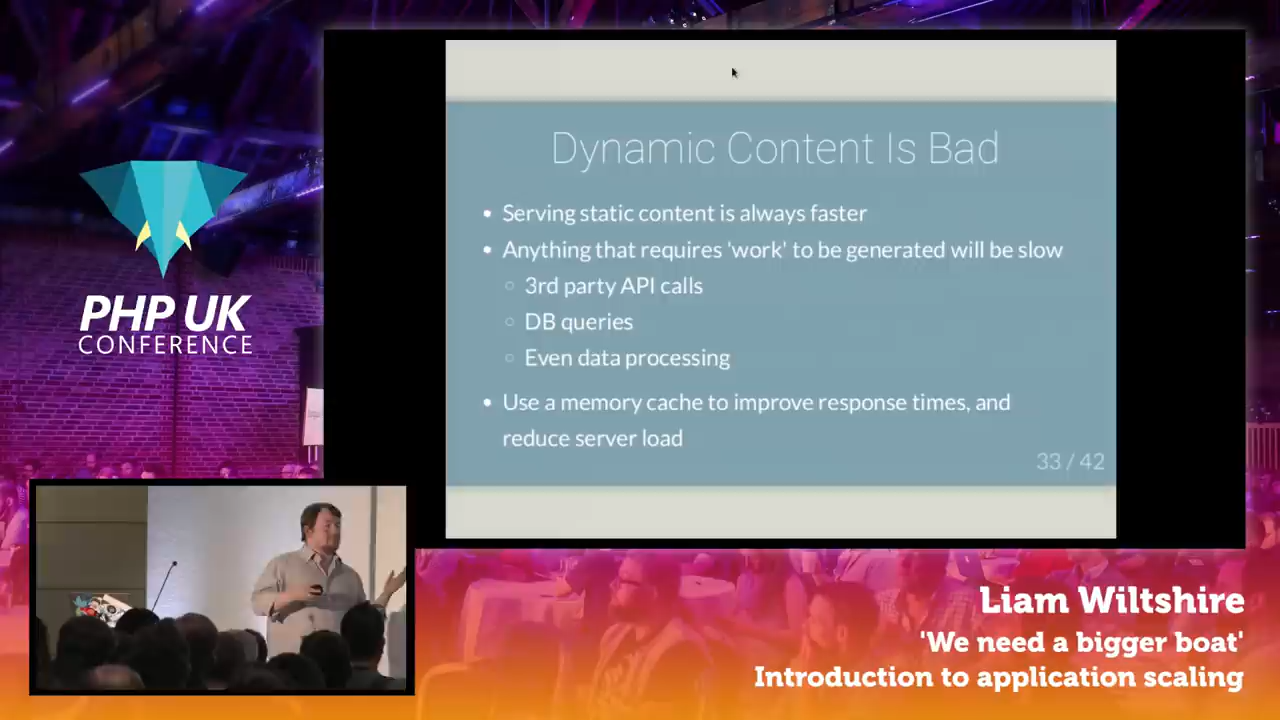 Dynamic Content Is Bad
• Serving static content is always faster
• Anything that requires 'work' to be generated will be slow
○ 3rd party API calls
○ DB queries
○ Even data processing
• Use a memory cache to improve response times, and
reduce server load
33 / 42
PHP UK
CONFERENCE
Liam Wiltshire
'We need a bigger boat'
Introduction to application scaling